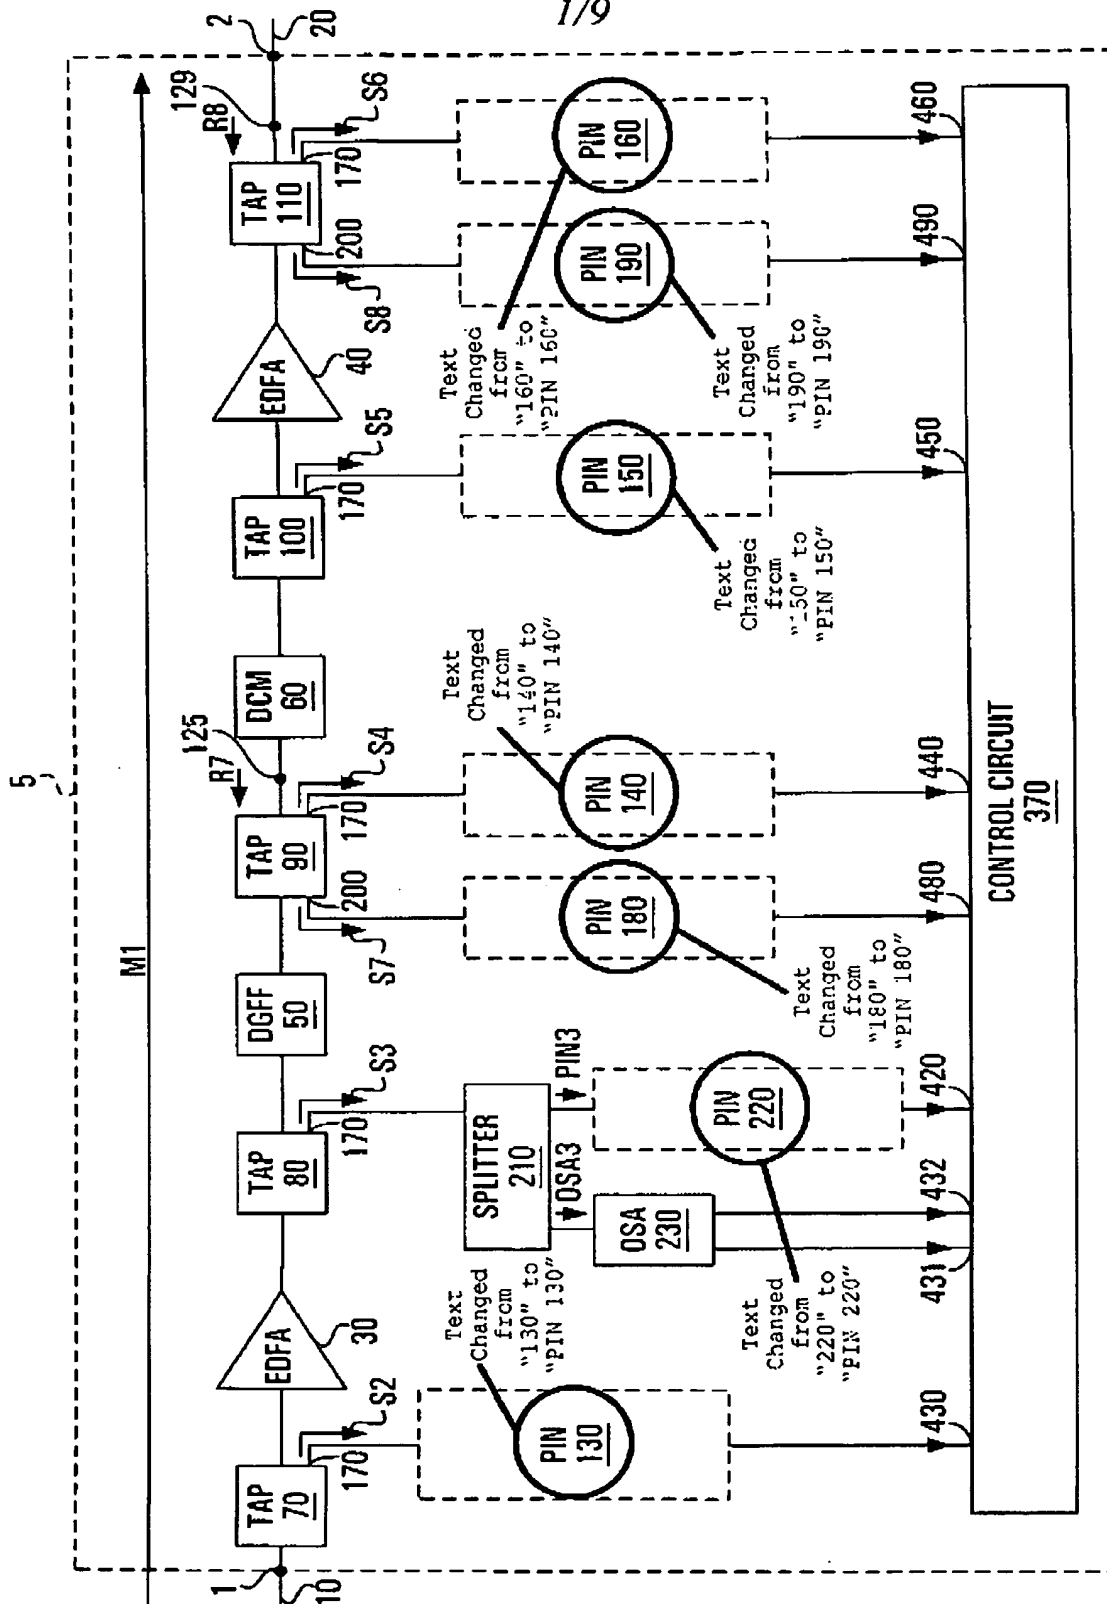 1/9
5
M1
1
10
TAP
70
170
S2
EDFA
30
TAP
80
170
S3
DGFF
50
TAP
90
200
S7
170
S4
R7
125
DCM
60
TAP
100
170
S5
EDFA
40
TAP
110
200
S8
170
S6
R8
129
2
20
PIN
130
Text
Changed
from
"130" to
"PIN 130"
SPLITTER
210
OSA3
PIN3
OSA
230
PIN
220
Text
Changed
from
"220" to
"PIN 220"
PIN
180
Text
Changed
from
"180" to
"PIN 180"
PIN
140
Text
Changed
from
"140" to
"PIN 140"
PIN
150
Text
Changed
from
"150" to
"PIN 150"
PIN
190
Text
Changed
from
"190" to
"PIN 190"
PIN
160
Text
Changed
from
"160" to
"PIN 160"
430
431
432
420
480
440
450
490
460
CONTROL CIRCUIT
370